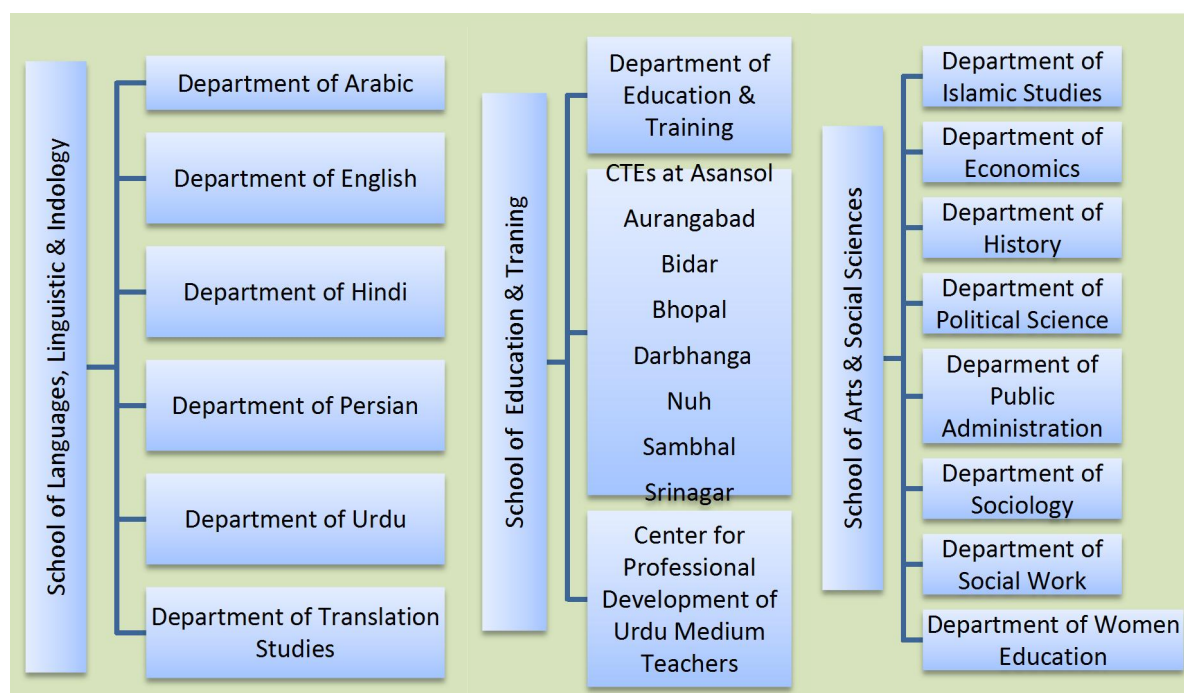 School of Languages, Linguistic & Indology
Department of Arabic
Department of English
Department of Hindi
Department of Persian
Department of Urdu
Department of Translation
Studies
School of Education & Traning
Department of
Education &
Training
CTEs at Asansol
Aurangabad
Bidar
Bhopal
Darbhanga
Nuh
Sambhal
Srinagar
Center for
Professional
Development of
Urdu Medium
Teachers
School of Arts & Social Sciences
Department of
Islamic Studies
Department of
Economics
Department of
History
Department of
Political Science
Deparment of
Public
Administration
Department of
Sociology
Department of
Social Work
Department of Women
Education